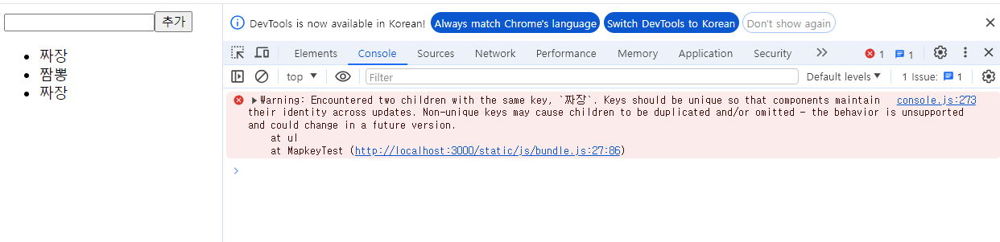 추가
짜장
짬뽕
짜장
DevTools is now available in Korean! Always match Chrome's language Switch DevTools to Korean Don't show again
Elements Console Sources Network Performance Memory Application Security 1 1
top Filter Default levels 1 Issue: 1
Warning: Encountered two children with the same key, `짜장`. Keys should be unique so that components maintain console.js:273
their identity across updates. Non-unique keys may cause children to be duplicated and/or omitted — the behavior is unsupported
and could change in a future version.
at ul
at MapkeyTest (http://localhost:3000/static/js/bundle.js:27:86)